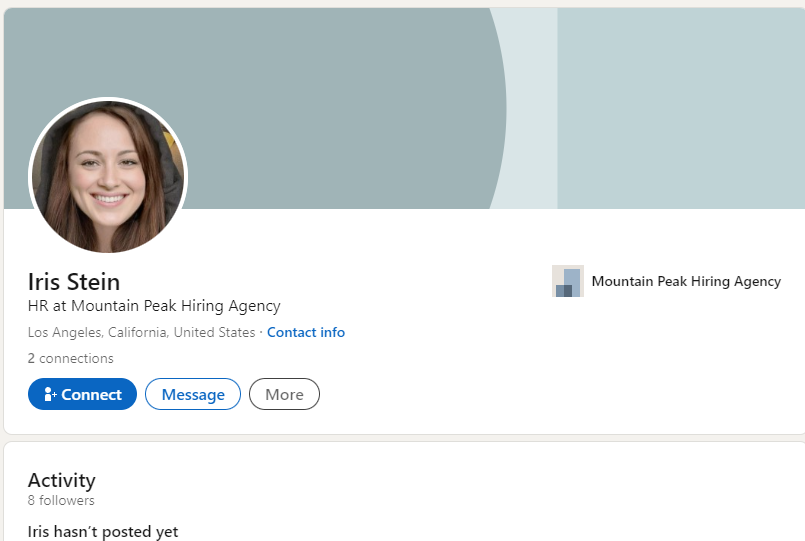 Iris Stein
Mountain Peak Hiring Agency
HR at Mountain Peak Hiring Agency
Los Angeles, California, United States · Contact info
2 connections
Connect
Message
More
Activity
8 followers
Iris hasn't posted yet